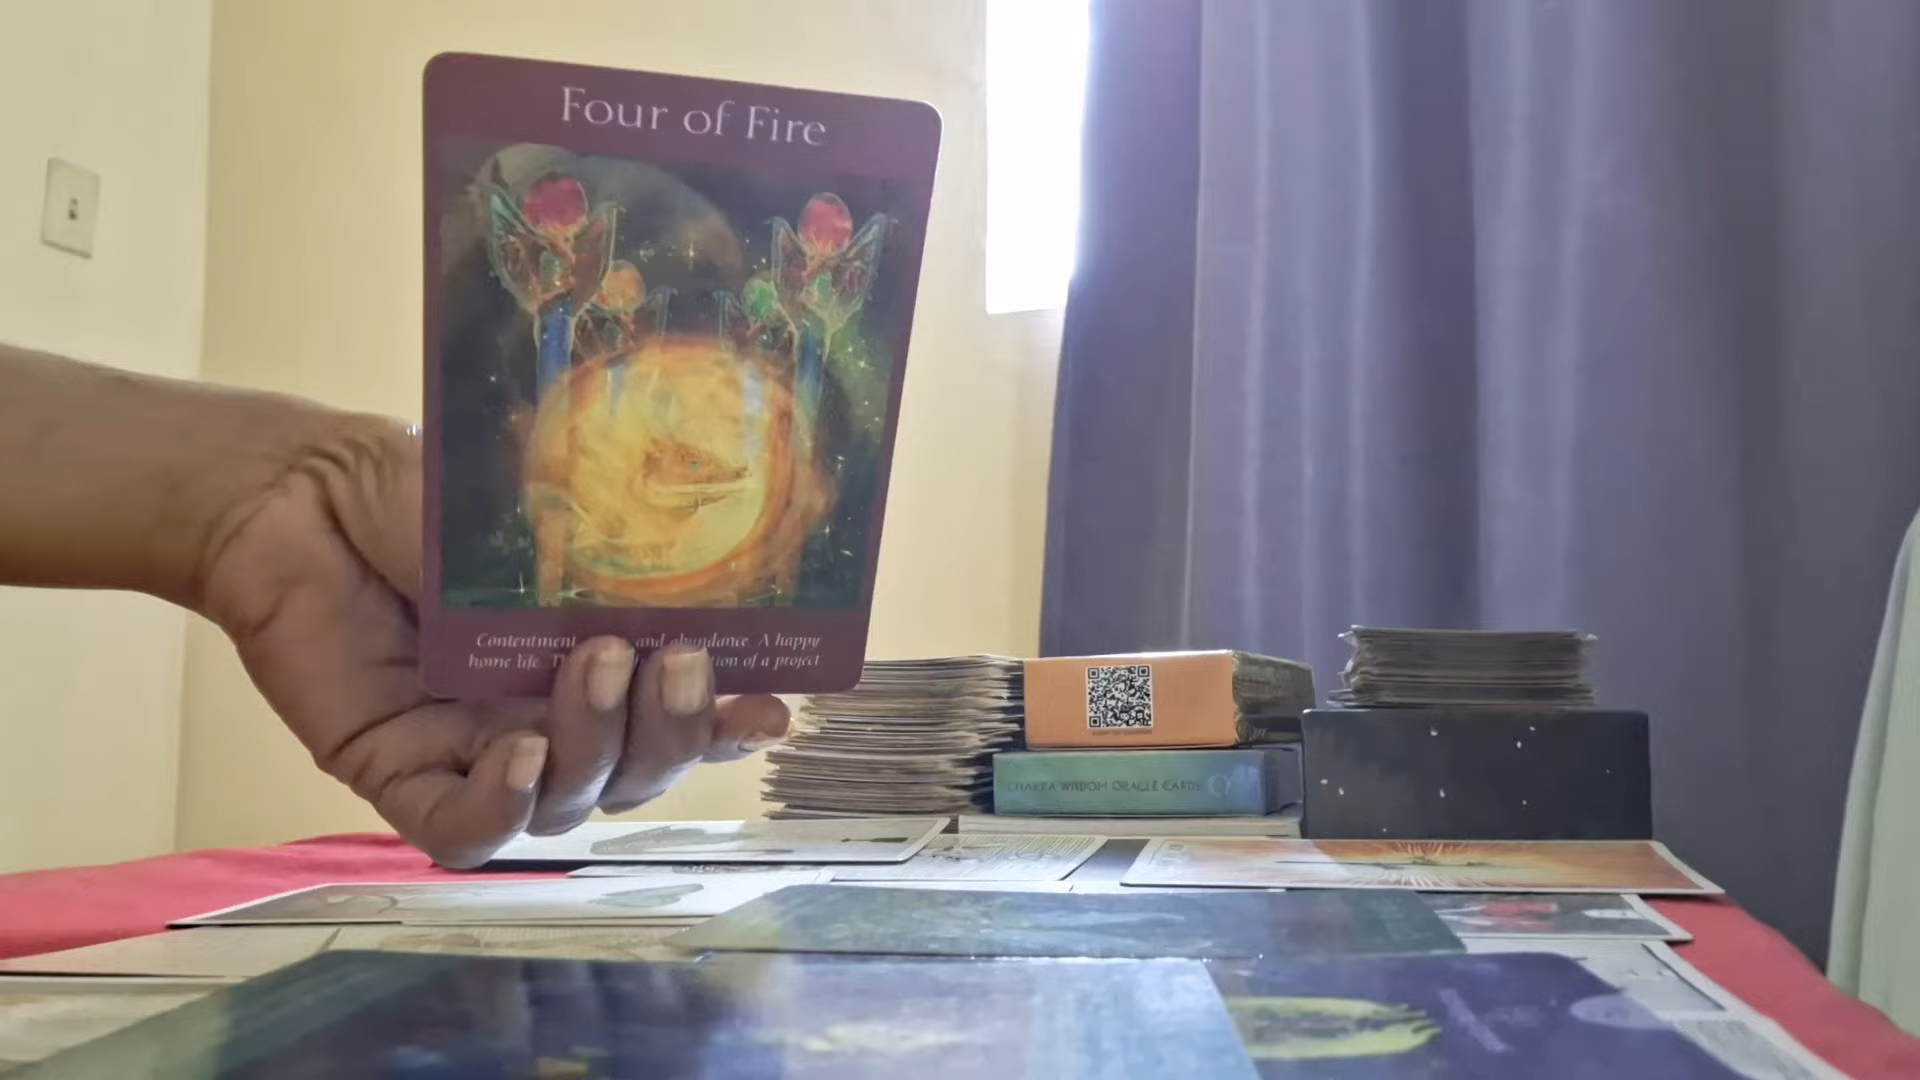 Four of Fire
Contentment and abundance. A happy
home life. of a project
CHAKRA WISDOM ORACLE CARDS